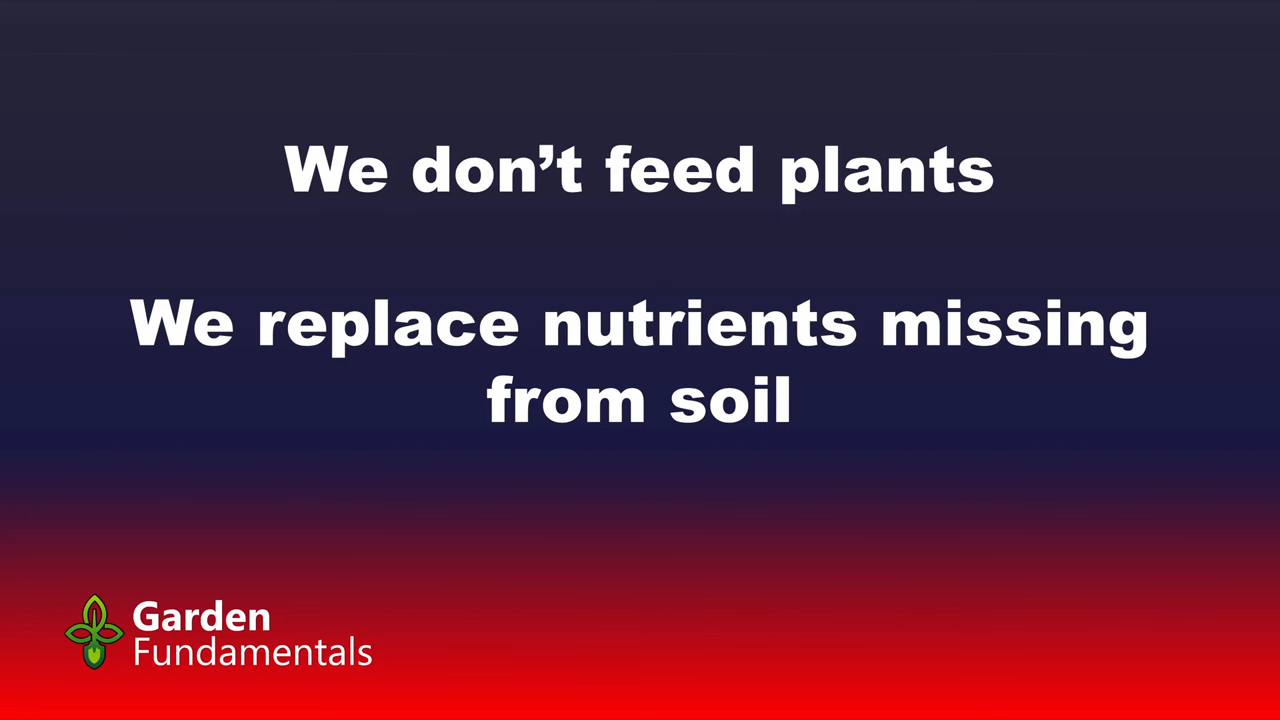 We don’t feed plants
We replace nutrients missing
from soil
Garden
Fundamentals